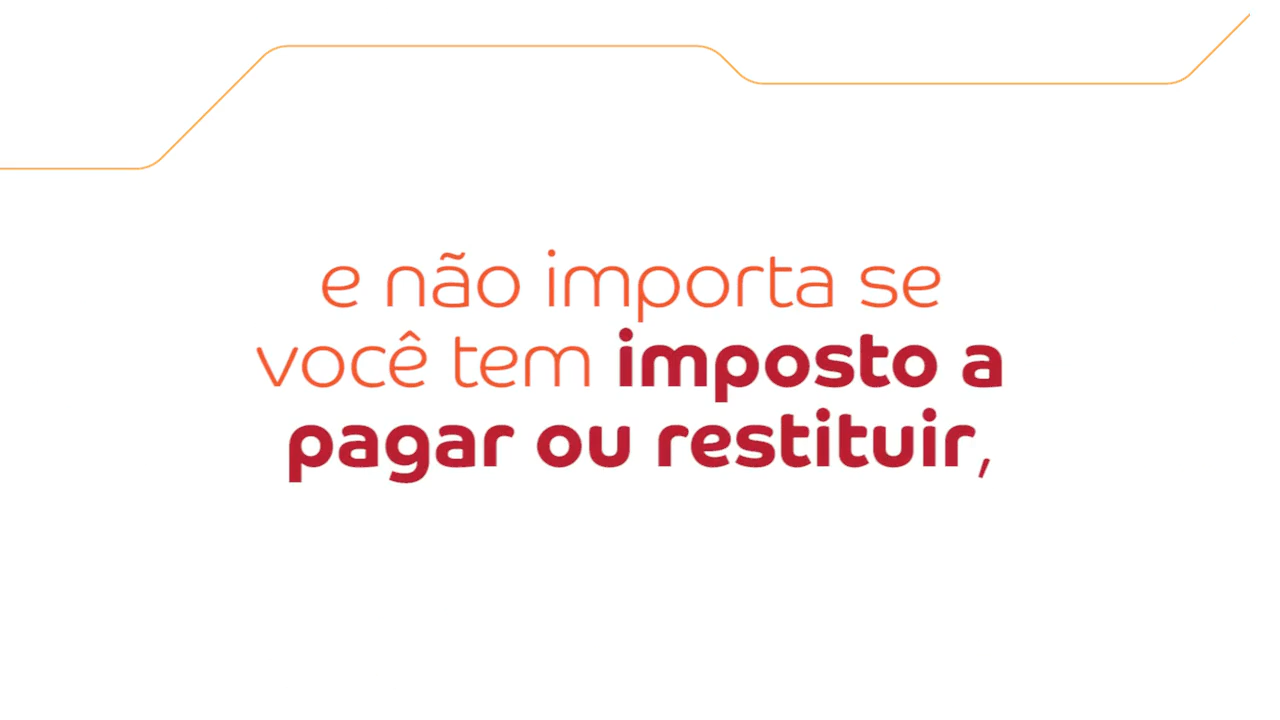 e não importa se
você tem imposto a
pagar ou restituir,